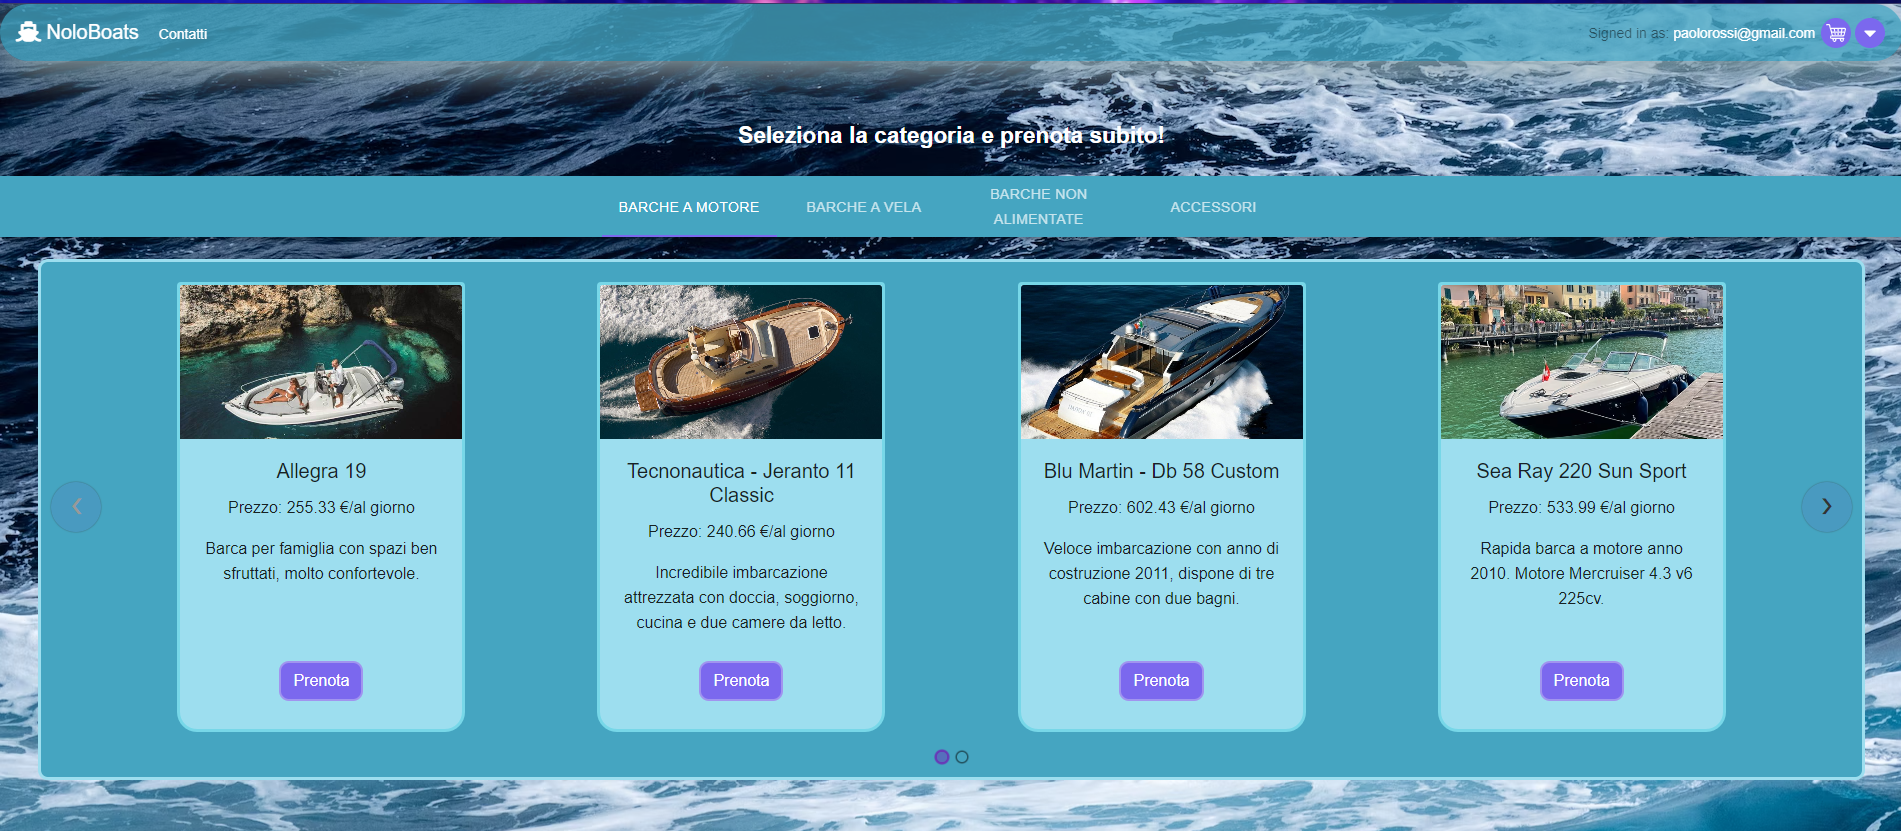 NoloBoats Contatti Signed in as: paolorossi@gmail.com
Seleziona la categoria e prenota subito!
BARCHE A MOTORE
BARCHE A VELA
BARCHE NON
ALIMENTATE
ACCESSORI
Allegra 19
Prezzo: 255.33 €/al giorno
Barca per famiglia con spazi ben
sfruttati, molto confortevole.
Prenota
Tecnonautica - Jeranto 11
Classic
Prezzo: 240.66 €/al giorno
Incredibile imbarcazione
attrezzata con doccia, soggiorno,
cucina e due camere da letto.
Prenota
Blu Martin - Db 58 Custom
Prezzo: 602.43 €/al giorno
Veloce imbarcazione con anno di
costruzione 2011, dispone di tre
cabine con due bagni.
Prenota
Sea Ray 220 Sun Sport
Prezzo: 533.99 €/al giorno
Rapida barca a motore anno
2010. Motore Mercruiser 4.3 v6
225cv.
Prenota